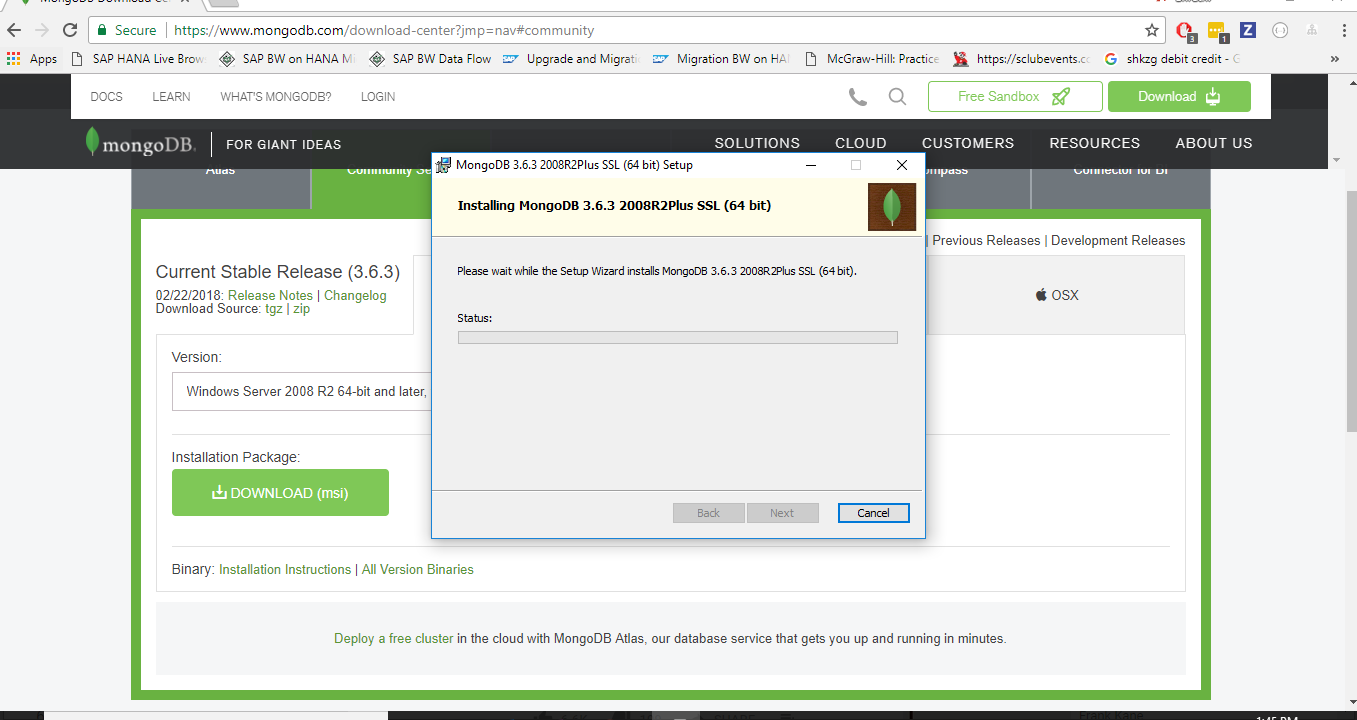 MongoDB Download Ce
Secure https://www.mongodb.com/download-center?jmp=nav#community
3 1 Z
Apps SAP HANA Live Brow SAP BW on HANA Mi SAP BW Data Flow Upgrade and Migrati Migration BW on HA McGraw-Hill: Practice https://sclubevents.cc shkzg debit credit - G »
DOCS LEARN WHAT'S MONGODB? LOGIN Free Sandbox Download
mongoDB. FOR GIANT IDEAS SOLUTIONS CLOUD CUSTOMERS RESOURCES ABOUT US
Atlas Community Se ompass Connector for BI
MongoDB 3.6.3 2008R2Plus SSL (64 bit) Setup
Installing MongoDB 3.6.3 2008R2Plus SSL (64 bit)
Please wait while the Setup Wizard installs MongoDB 3.6.3 2008R2Plus SSL (64 bit).
Status:
Back Next Cancel
| Previous Releases | Development Releases
Current Stable Release (3.6.3)
02/22/2018: Release Notes | Changelog
Download Source: tgz | zip
OSX
Version:
Windows Server 2008 R2 64-bit and later,
Installation Package:
DOWNLOAD (msi)
Binary: Installation Instructions | All Version Binaries
Deploy a free cluster in the cloud with MongoDB Atlas, our database service that gets you up and running in minutes.
1:45 PM